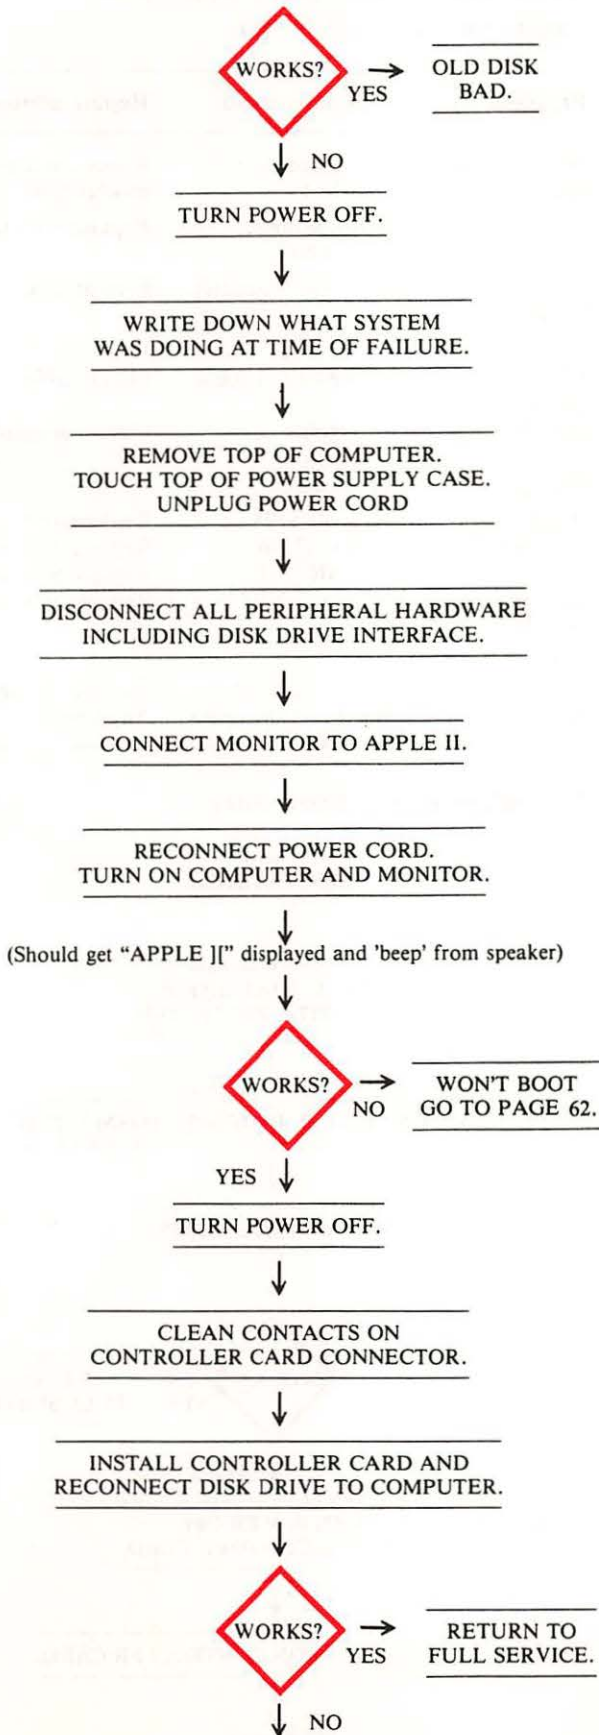 WORKS?
YES
OLD DISK
BAD.
NO
TURN POWER OFF.
WRITE DOWN WHAT SYSTEM
WAS DOING AT TIME OF FAILURE.
REMOVE TOP OF COMPUTER.
TOUCH TOP OF POWER SUPPLY CASE.
UNPLUG POWER CORD
DISCONNECT ALL PERIPHERAL HARDWARE
INCLUDING DISK DRIVE INTERFACE.
CONNECT MONITOR TO APPLE II.
RECONNECT POWER CORD.
TURN ON COMPUTER AND MONITOR.
(Should get “APPLE ][” displayed and 'beep' from speaker)
WORKS?
NO
WON'T BOOT
GO TO PAGE 62.
YES
TURN POWER OFF.
CLEAN CONTACTS ON
CONTROLLER CARD CONNECTOR.
INSTALL CONTROLLER CARD AND
RECONNECT DISK DRIVE TO COMPUTER.
WORKS?
YES
RETURN TO
FULL SERVICE.
NO